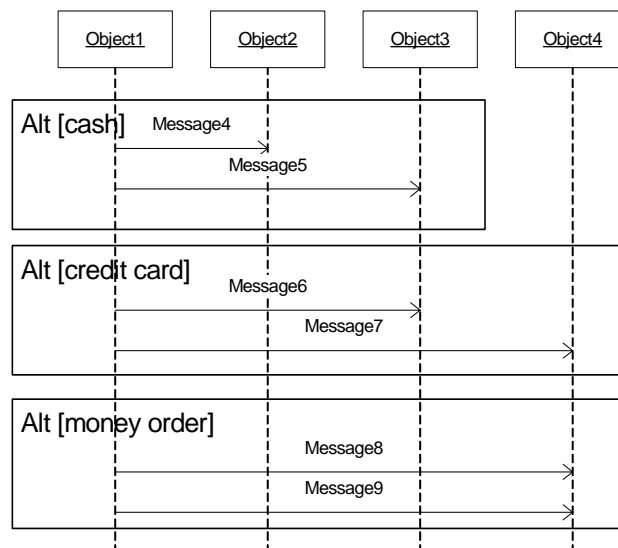 Object1 Object2 Object3 Object4
Alt [cash]
Message4
Message5
Alt [credit card]
Message6
Message7
Alt [money order]
Message8
Message9